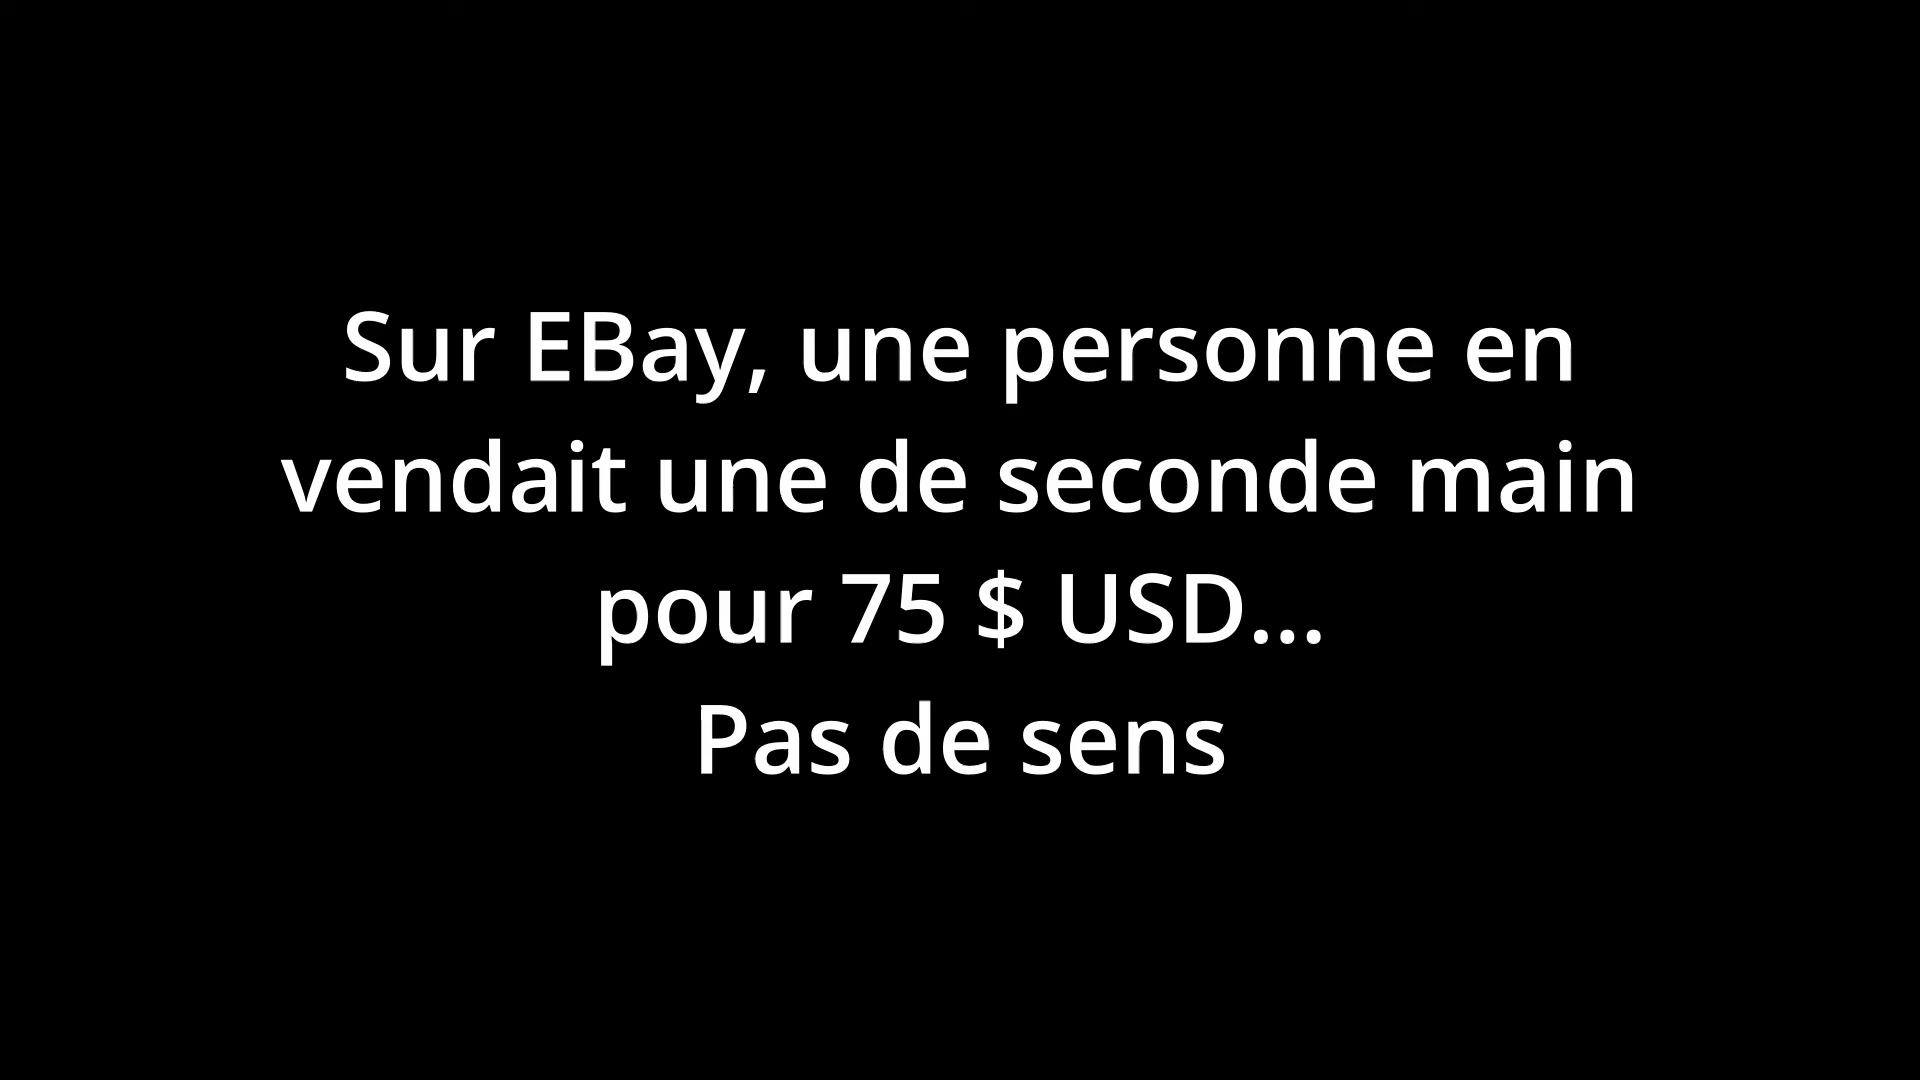 Sur EBay, une personne en
vendait une de seconde main
pour 75 $ USD...
Pas de sens